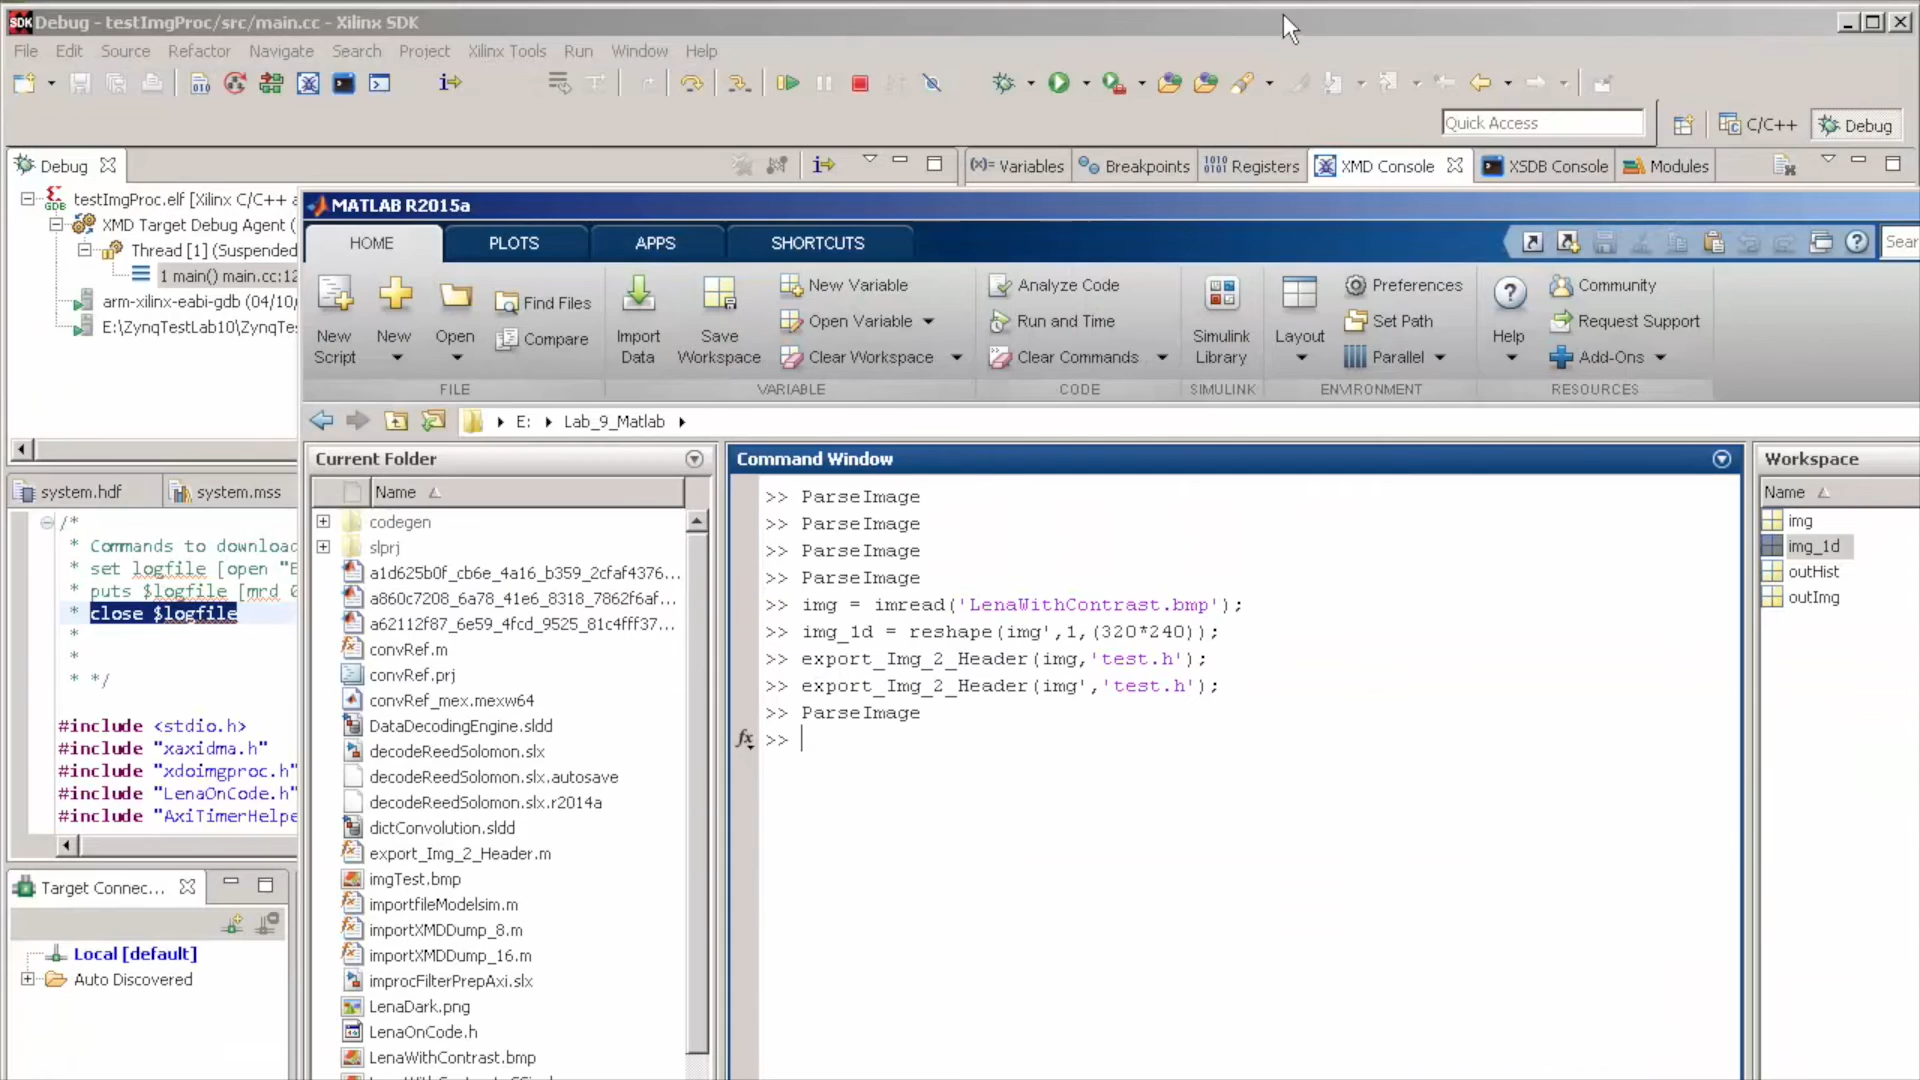 SDK Debug - testImgProc/src/main.cc - Xilinx SDK
File Edit Source Refactor Navigate Search Project Xilinx Tools Run Window Help
Quick Access
C/C++
Debug
Debug
(x)= Variables
Breakpoints
1010 0101 Registers
XMD Console
XSDB Console
Modules
testImgProc.elf [Xilinx C/C++ a
XMD Target Debug Agent (
Thread [1] (Suspended
1 main() main.cc:12
arm-xilinx-eabi-gdb (04/10,
E:\ZynqTestLab10\ZynqTe
system.hdf
system.mss
/*
* Commands to download
* set logfile [open "E
* puts $logfile [mrd 0
* close $logfile
*
*
* */
#include <stdio.h>
#include "xaxidma.h"
#include "xdoimgproc.h"
#include "LenaOnCode.h"
#include "AxiTimerHelpe
Target Connec...
Local [default]
Auto Discovered
MATLAB R2015a
HOME PLOTS APPS SHORTCUTS
Sear
New Script
New
Open
Find Files
Compare
FILE
Import Data
Save Workspace
New Variable
Open Variable
Clear Workspace
VARIABLE
Analyze Code
Run and Time
Clear Commands
CODE
Simulink Library
SIMULINK
Layout
Preferences
Set Path
Parallel
ENVIRONMENT
? Help
Community
Request Support
Add-Ons
RESOURCES
E: Lab_9_Matlab
Current Folder
Name
codegen
slprj
a1d625b0f_cb6e_4a16_b359_2cfaf4376...
a860c7208_6a78_41e6_8318_7862f6af...
a62112f87_6e59_4fcd_9525_81c4fff37...
convRef.m
convRef.prj
convRef_mex.mexw64
DataDecodingEngine.sldd
decodeReedSolomon.slx
decodeReedSolomon.slx.autosave
decodeReedSolomon.slx.r2014a
dictConvolution.sldd
export_Img_2_Header.m
imgTest.bmp
importfileModelsim.m
importXMDDump_8.m
importXMDDump_16.m
improcFilterPrepAxi.slx
LenaDark.png
LenaOnCode.h
LenaWithContrast.bmp
Command Window
>> ParseImage
>> ParseImage
>> ParseImage
>> ParseImage
>> img = imread('LenaWithContrast.bmp');
>> img_1d = reshape(img',1,(320*240));
>> export_Img_2_Header(img,'test.h');
>> export_Img_2_Header(img','test.h');
>> ParseImage
fx >>
Workspace
Name
img
img_1d
outHist
outImg